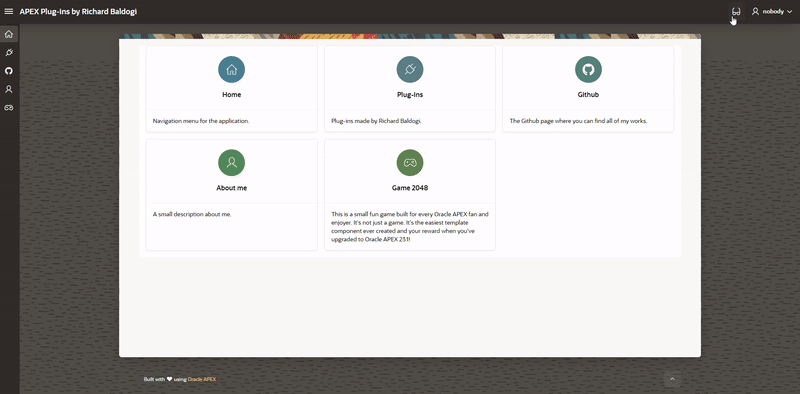 APEX Plug-ins by Richard Baldogi
nobody
Home
Navigation menu for the application.
Plug-ins
Plug-ins made by Richard Baldogi.
Github
The Github page where you can find all of my works.
About me
A small description about me.
Game 2048
This is a small fun game built for every Oracle APEX fan and
enjoyer. It's not just a game. It's the easiest template
component ever created and your reward when you've
upgraded to Oracle APEX 23.1!
Built with ❤ using Oracle APEX